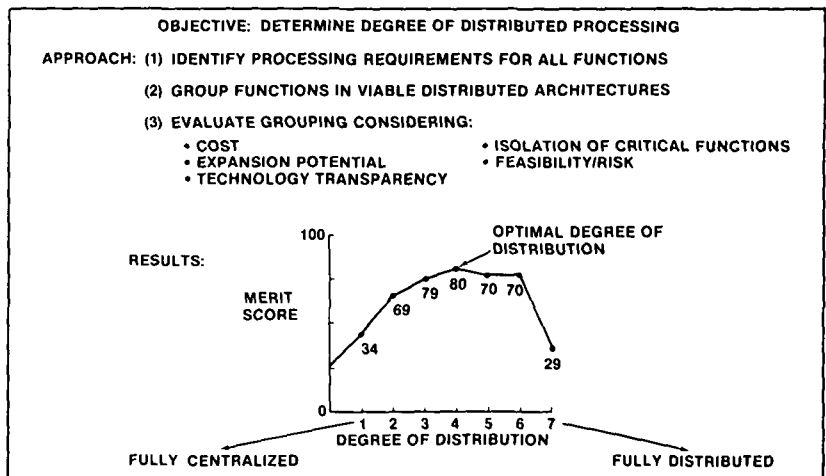 OBJECTIVE: DETERMINE DEGREE OF DISTRIBUTED PROCESSING
APPROACH: (1) IDENTIFY PROCESSING REQUIREMENTS FOR ALL FUNCTIONS
(2) GROUP FUNCTIONS IN VIABLE DISTRIBUTED ARCHITECTURES
(3) EVALUATE GROUPING CONSIDERING:
• COST
• EXPANSION POTENTIAL
• TECHNOLOGY TRANSPARENCY
• ISOLATION OF CRITICAL FUNCTIONS
• FEASIBILITY/RISK
RESULTS:
OPTIMAL DEGREE OF
DISTRIBUTION
100
MERIT
SCORE
34
69
79
80
70
70
29
0
1 2 3 4 5 6 7
DEGREE OF DISTRIBUTION
FULLY CENTRALIZED
FULLY DISTRIBUTED